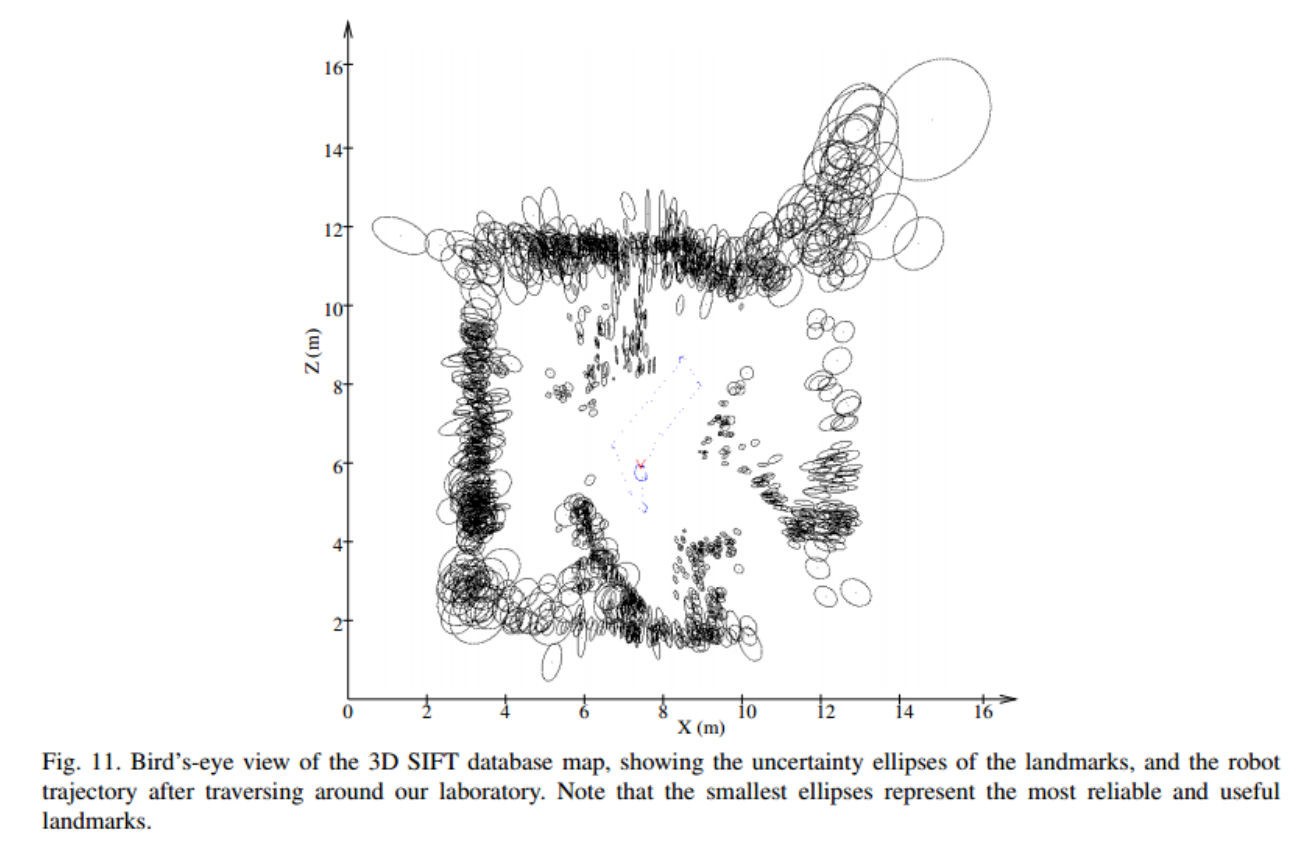 16
14
12
10
Z (m)
8
6
4
2
0 2 4 6 8 10 12 14 16
X (m)
Fig. 11. Bird's-eye view of the 3D SIFT database map, showing the uncertainty ellipses of the landmarks, and the robot
trajectory after traversing around our laboratory. Note that the smallest ellipses represent the most reliable and useful
landmarks.